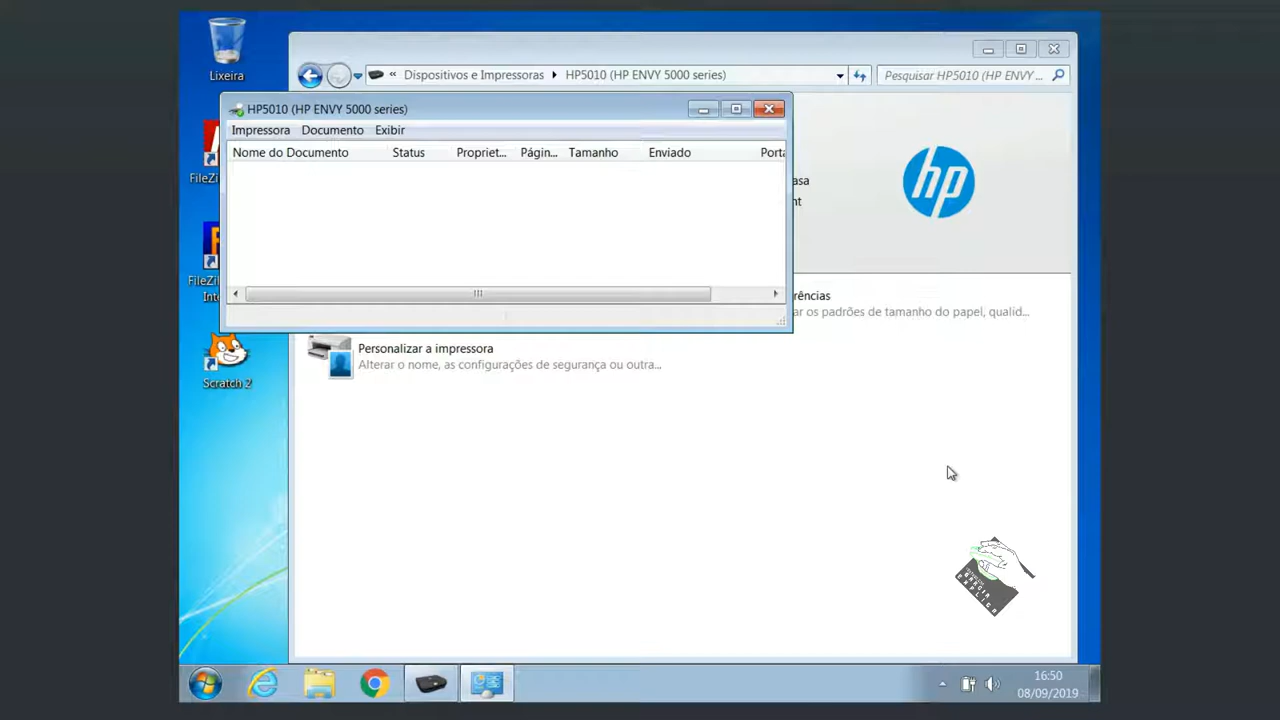 Lixeira
« Dispositivos e Impressoras ▸ HP5010 (HP ENVY 5000 series)
Pesquisar HP5010 (HP ENVY ...
HP5010 (HP ENVY 5000 series)
Impressora Documento Exibir
Nome do Documento Status Propriet... Págin... Tamanho Enviado Porta
asa
nt
hp
FileZi
FileZi
Inte
rências
ar os padrões de tamanho do papel, qualid...
Personalizar a impressora
Alterar o nome, as configurações de segurança ou outra...
Scratch 2
GARCIA
EXPLICA
16:50
08/09/2019